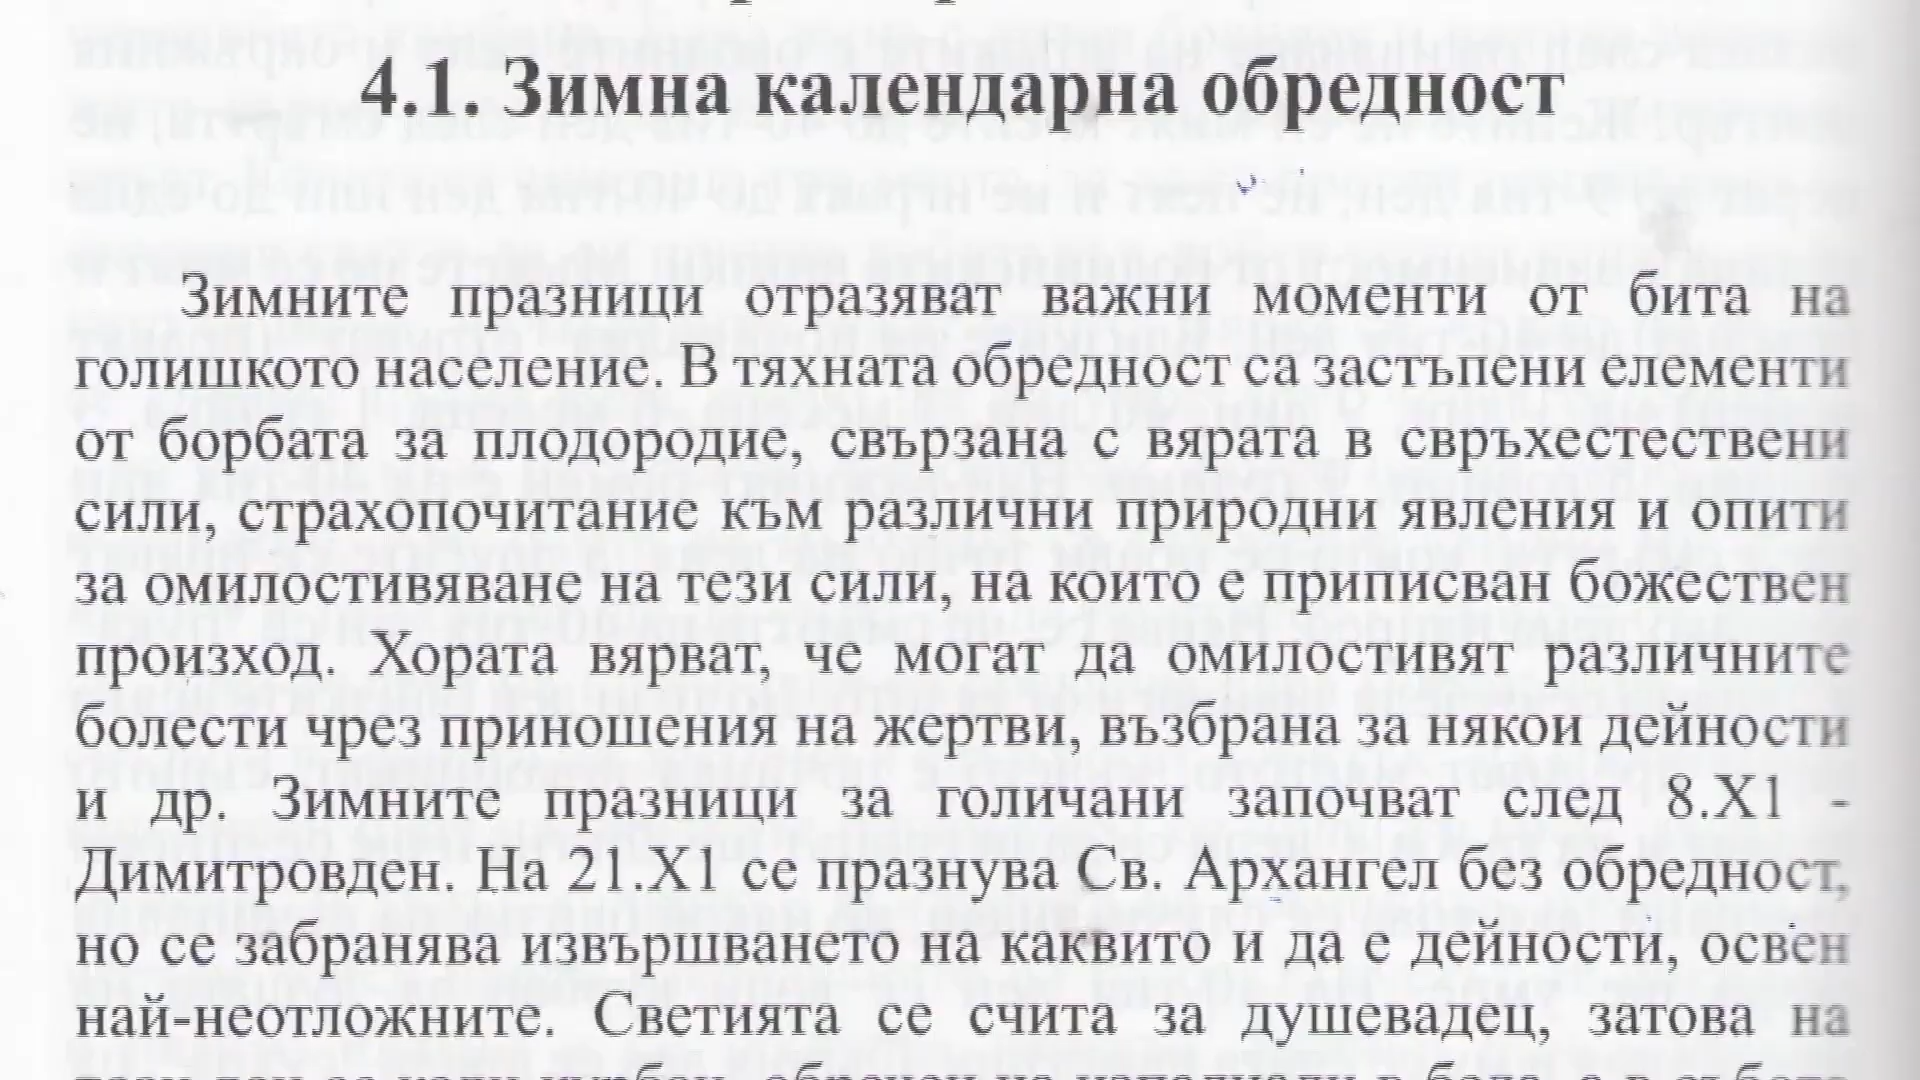 4.1. Зимна календарна обредност
Зимните празници отразяват важни моменти от бита на
голишкото население. В тяхната обредност са застъпени елементи
от борбата за плодородие, свързана с вярата в свръхестествени
сили, страхопочитание към различни природни явления и опити
за омилостивяване на тези сили, на които е приписван божествен
произход. Хората вярват, че могат да омилостивят различните
болести чрез приношения на жертви, възбрана за някои дейности
и др. Зимните празници за голичани започват след 8.X1 -
Димитровден. На 21.X1 се празнува Св. Архангел без обредност,
но се забранява извършването на каквито и да е дейности, освен
най-неотложните. Светията се счита за душевадец, затова на